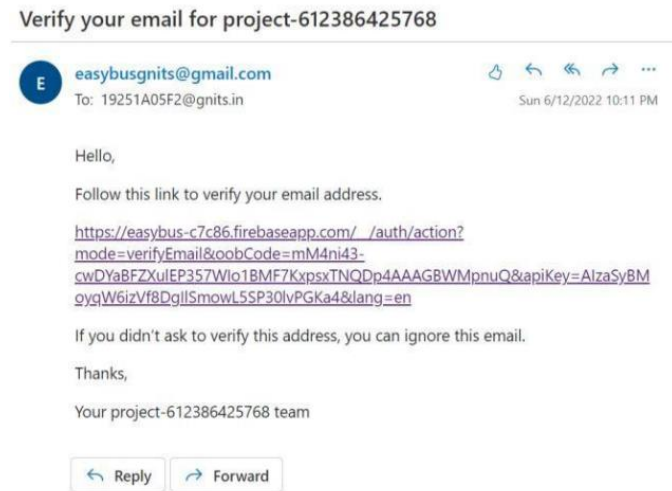 Verify your email for project-612386425768
E
easybusgnits@gmail.com
To: 19251A05F2@gnits.in
Sun 6/12/2022 10:11 PM
Hello,
Follow this link to verify your email address.
https://easybus-c7c86.firebaseapp.com/__/auth/action?
mode=verifyEmail&oobCode=mM4ni43-
cwDYaBFZXulEP357Wlo1BMF7KxpsxTNQDp4AAAGBWMpnuQ&apiKey=AIzaSyBM
oyqW6izVf8DgIlSmowL5SP30lvPGKa4&lang=en
If you didn't ask to verify this address, you can ignore this email.
Thanks,
Your project-612386425768 team
Reply Forward